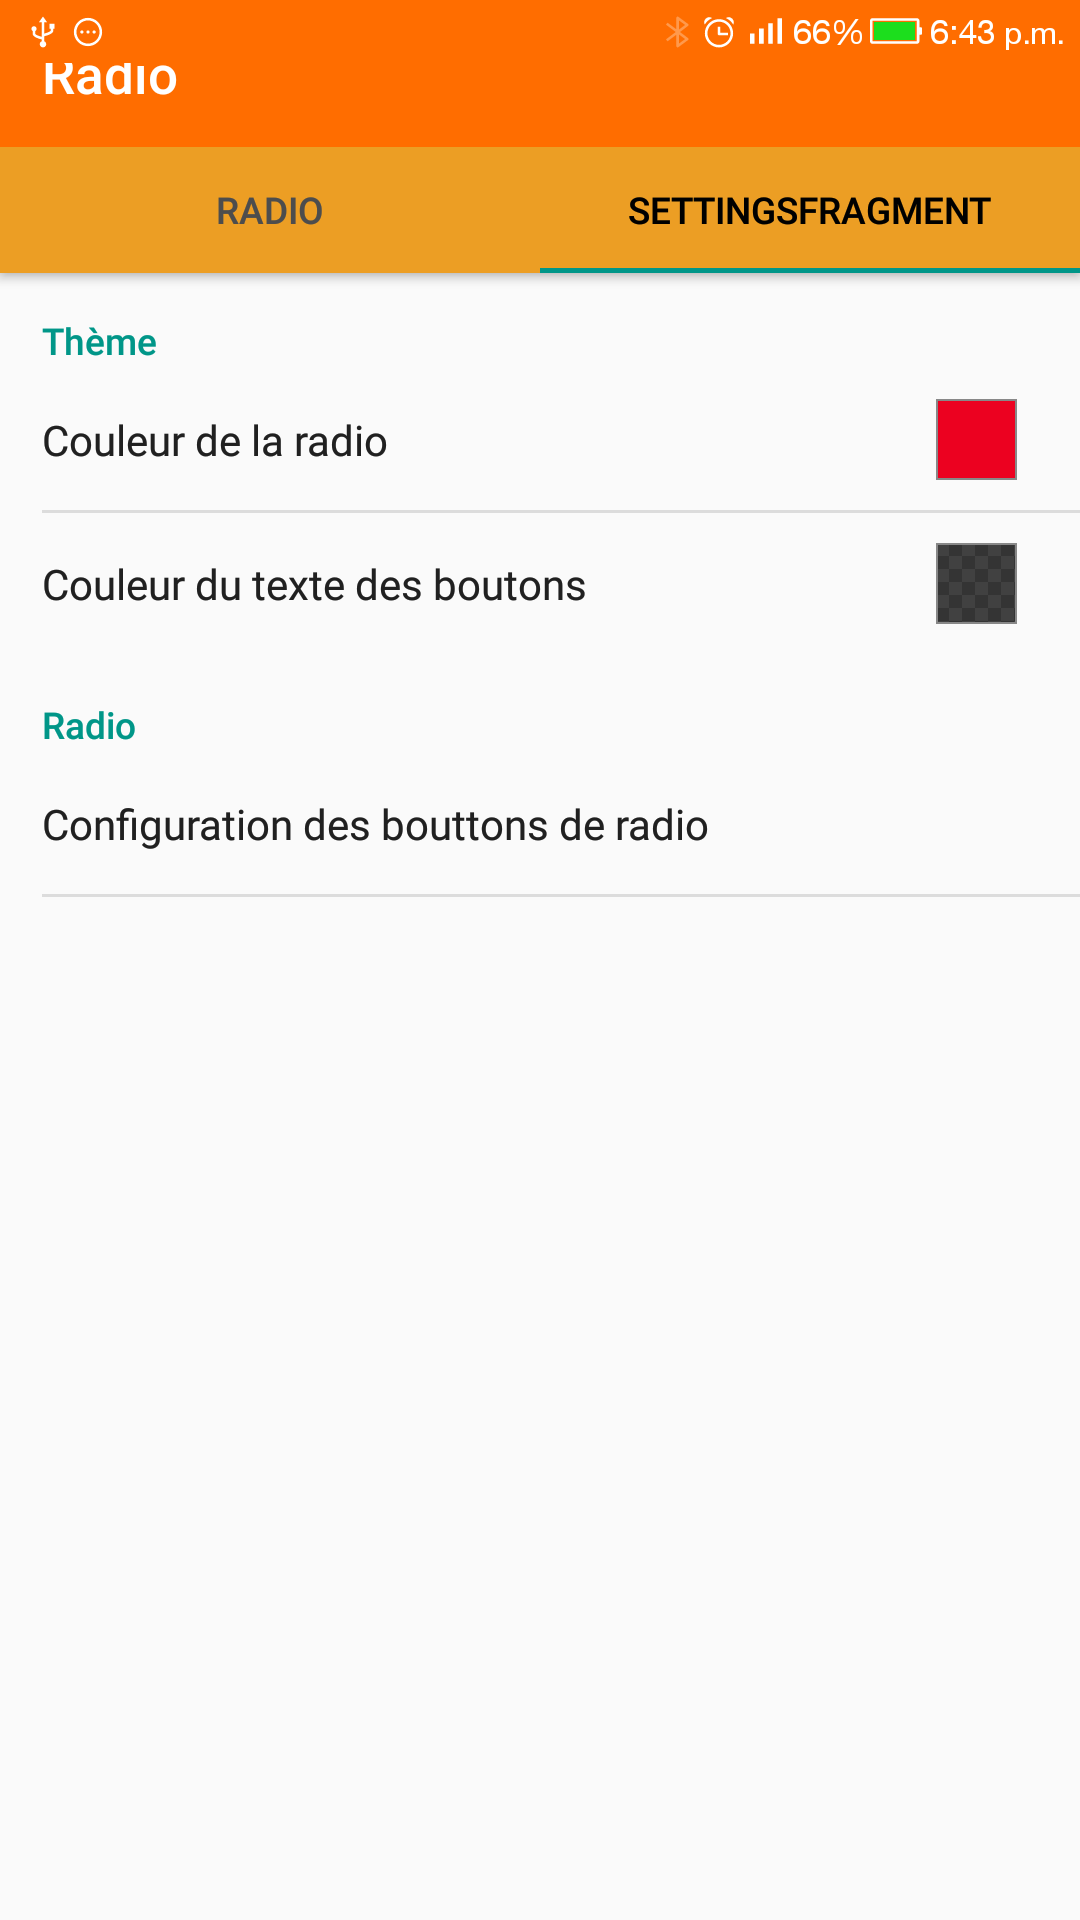 66% 6:43 p.m.
Radio
RADIO SETTINGSFRAGMENT
Thème
Couleur de la radio
Couleur du texte des boutons
Radio
Configuration des bouttons de radio